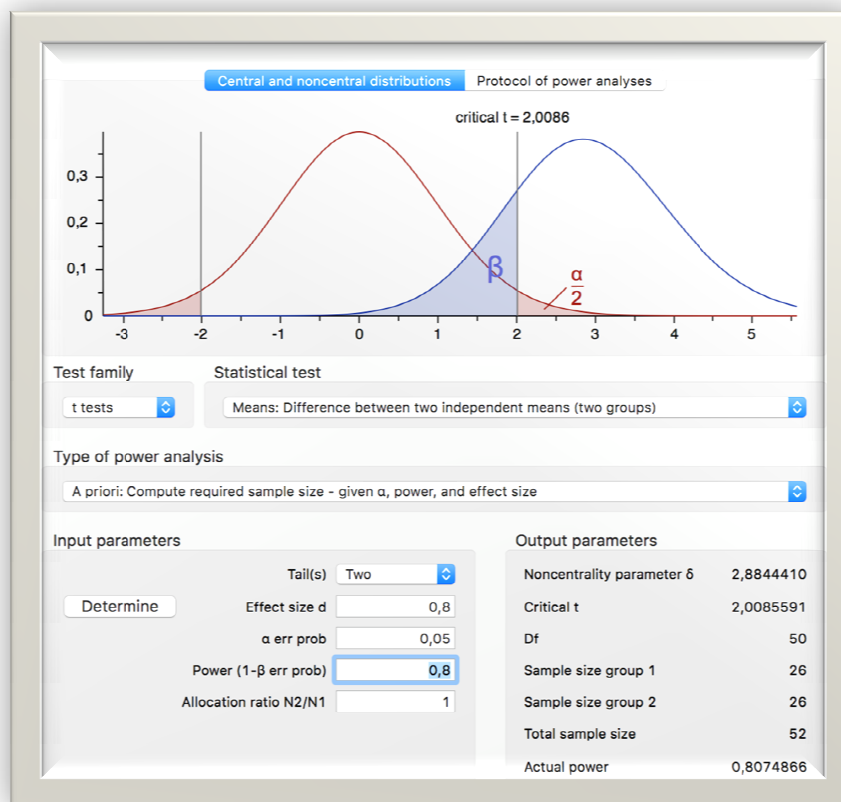 Central and noncentral distributions Protocol of power analyses
critical t = 2,0086
0,3
0,2
0,1
0
β
α
2
-3 -2 -1 0 1 2 3 4 5
Test family Statistical test
t tests Means: Difference between two independent means (two groups)
Type of power analysis
A priori: Compute required sample size - given α, power, and effect size
Input parameters Output parameters
Tail(s) Two Noncentrality parameter δ 2,8844410
Determine Effect size d 0,8 Critical t 2,0085591
α err prob 0,05 Df 50
Power (1-β err prob) 0,8 Sample size group 1 26
Allocation ratio N2/N1 1 Sample size group 2 26
Total sample size 52
Actual power 0,8074866